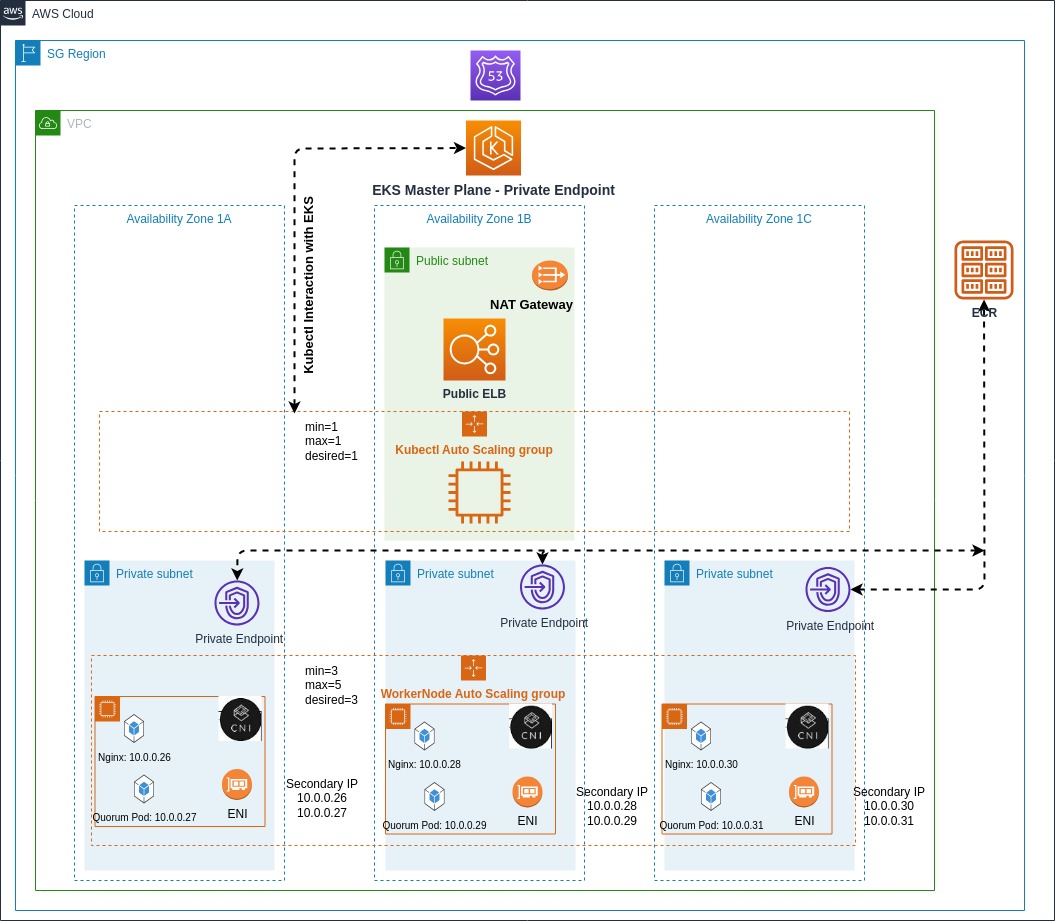 aws
AWS Cloud
SG Region
53
VPC
K
EKS Master Plane - Private Endpoint
Kubectl Interaction with EKS
Availability Zone 1A
Availability Zone 1B
Availability Zone 1C
Public subnet
NAT Gateway
Public ELB
ECR
min=1
max=1
desired=1
Kubectl Auto Scaling group
Private subnet
Private Endpoint
Private subnet
Private Endpoint
Private subnet
Private Endpoint
min=3
max=5
desired=3
WorkerNode Auto Scaling group
CNI
Nginx: 10.0.0.26
Quorum Pod: 10.0.0.27
ENI
Secondary IP
10.0.0.26
10.0.0.27
CNI
Nginx: 10.0.0.28
Quorum Pod: 10.0.0.29
ENI
Secondary IP
10.0.0.28
10.0.0.29
CNI
Nginx: 10.0.0.30
Quorum Pod: 10.0.0.31
ENI
Secondary IP
10.0.0.30
10.0.0.31